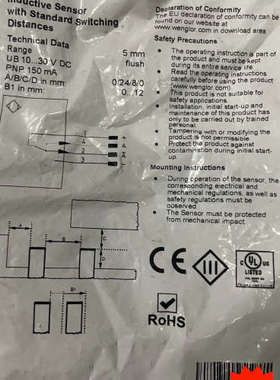 Inductive Sensor
with Standard Switching
Distances
Technical Data
Range 5 mm
UB 10...30 V DC flush
PNP 150 mA
A/B/C/D in mm: 0/24/8/0
B1 in mm: 0...12
Declaration of Conformity
The EU declaration of conformity can be
found on our website at
www.wenglor.com in download area
Safety Precautions
• The operating instruction is part of
the product and must be kept
during its entire service
• Read the operating instructions
carefully before using the product
• This product is not suitable for
safety applications.
• Installation, initial start-up and
maintenance of this product has
only to be carried out by trained
personnel.
• Tampering with or modifying the
product is not permissible.
• Protect the product against
contamination during initial start-
up.
Mounting Instructions
• During operation of the sensor, the
corresponding electrical and
mechanical regulations, as well as
safety regulations must be
observed.
• The Sensor must be protected
from mechanical impact.
CE
III
C UL US
LISTED
RoHS